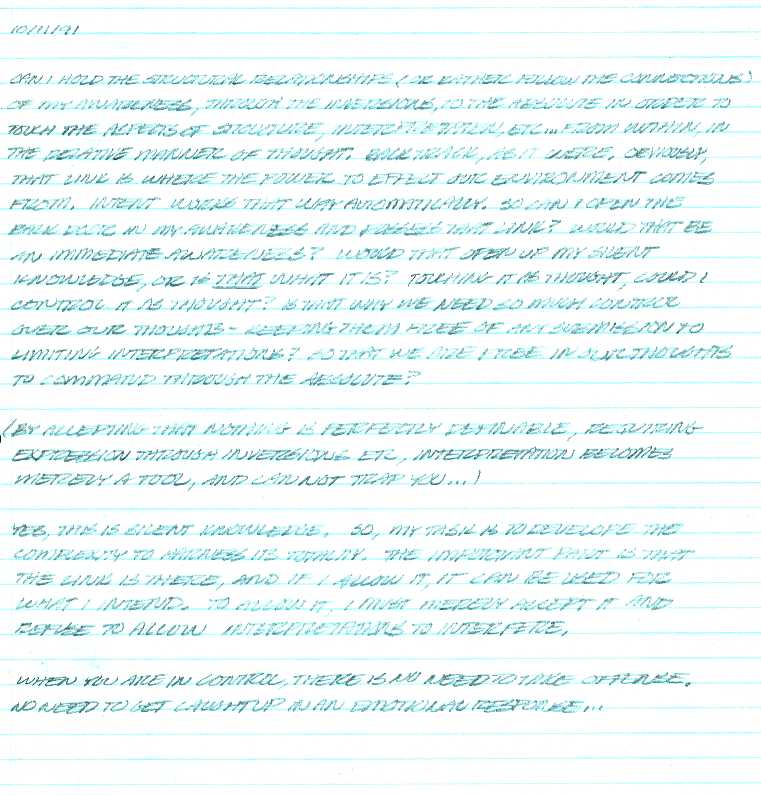 10/11/91
CAN I HOLD THE STRUCTURAL RELATIONSHIPS (OR RATHER FOLLOW THE CONNECTIONS)
OF MY AWARENESS, THROUGH THE INVERSIONS, TO THE ABSOLUTE IN ORDER TO
TOUCH THE ASPECTS OF STRUCTURE, INTERPRETATION, ETC... FROM WITHIN, IN
THE RELATIVE MANNER OF THOUGHT. BACKTRACK, AS IT WERE. OBVIOUSLY,
THAT LINK IS WHERE THE POWER TO EFFECT OUR ENVIRONMENT COMES
FROM. INTENT WORKS THAT WAY AUTOMATICALLY. SO CAN I OPEN THE
BACK DOOR IN MY AWARENESS AND POSSESS THAT LINK? WOULD THAT BE
AN IMMEDIATE AWARENESS? WOULD THAT OPEN UP MY SILENT
KNOWLEDGE, OR IS THAT WHAT IT IS? TOUCHING IT AS THOUGHT, COULD I
CONTROL IT AS THOUGHT? IS THAT WHY WE NEED SO MUCH CONTROL
OVER OUR THOUGHTS - KEEPING THEM FREE OF ANY SUBMISSION TO
LIMITING INTERPRETATIONS? SO THAT WE ARE FREE IN OUR THOUGHTS
TO COMMAND THROUGH THE ABSOLUTE?
(BY ACCEPTING THAT NOTHING IS PERFECTLY DEFINABLE, REQUIRING
EXPRESSION THROUGH INVERSIONS ETC, INTERPRETATION BECOMES
MERELY A TOOL, AND CAN NOT TRAP YOU...)
YES, THIS IS SILENT KNOWLEDGE. SO, MY TASK IS TO DEVELOPE THE
COMPLEXITY TO HARNESS ITS TOTALITY. THE IMPORTANT POINT IS THAT
THE LINK IS THERE, AND IF I ALLOW IT, IT CAN BE USED FOR
WHAT I INTEND. TO ALLOW IT, I MUST MERELY ACCEPT IT AND
REFUSE TO ALLOW INTERPRETATIONS TO INTERFERE.
WHEN YOU ARE IN CONTROL, THERE IS NO NEED TO TAKE OFFENSE.
NO NEED TO GET CAUGHT UP IN AN EMOTIONAL RESPONSE...